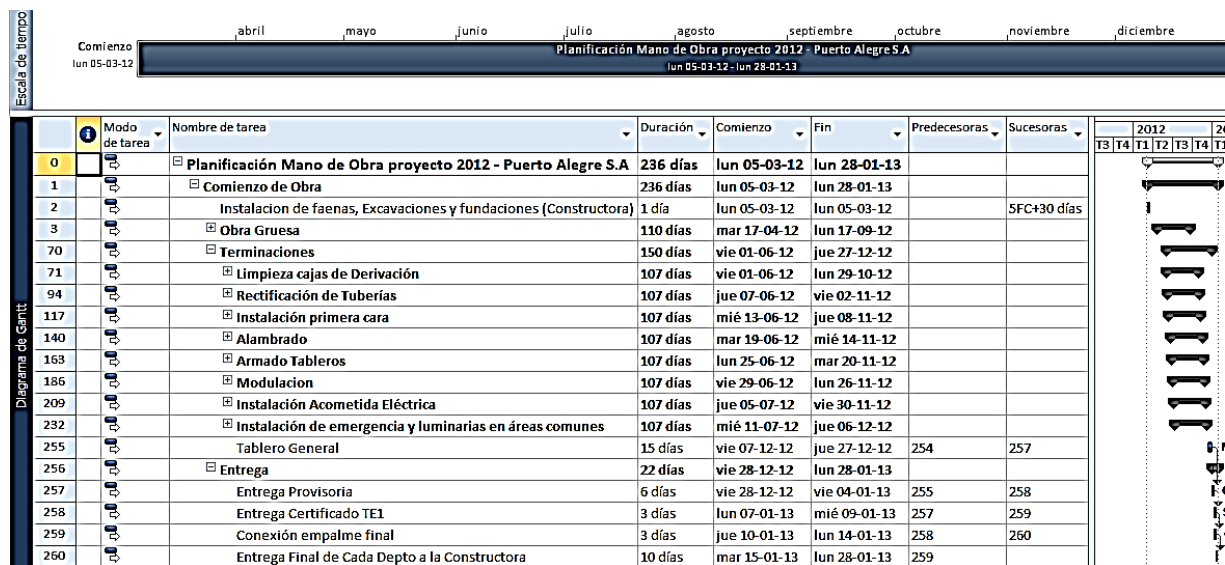 Escala de tiempo
abril mayo junio julio agosto septiembre octubre noviembre diciembre
Comienzo
lun 05-03-12
Planificación Mano de Obra proyecto 2012 - Puerto Alegre S.A
lun 05-03-12 - lun 28-01-13
Diagrama de Gantt
Modo de tarea Nombre de tarea Duración Comienzo Fin Predecesoras Sucesoras 2012
T3 T4 T1 T2 T3 T4 T1
0 Planificación Mano de Obra proyecto 2012 - Puerto Alegre S.A 236 días lun 05-03-12 lun 28-01-13
1 Comienzo de Obra 236 días lun 05-03-12 lun 28-01-13
2 Instalacion de faenas, Excavaciones y fundaciones (Constructora) 1 día lun 05-03-12 lun 05-03-12 5FC+30 días
3 Obra Gruesa 110 días mar 17-04-12 lun 17-09-12
70 Terminaciones 150 días vie 01-06-12 jue 27-12-12
71 Limpieza cajas de Derivación 107 días vie 01-06-12 lun 29-10-12
94 Rectificación de Tuberías 107 días jue 07-06-12 vie 02-11-12
117 Instalación primera cara 107 días mié 13-06-12 jue 08-11-12
140 Alambrado 107 días mar 19-06-12 mié 14-11-12
163 Armado Tableros 107 días lun 25-06-12 mar 20-11-12
186 Modulacion 107 días vie 29-06-12 lun 26-11-12
209 Instalación Acometida Eléctrica 107 días jue 05-07-12 vie 30-11-12
232 Instalación de emergencia y luminarias en áreas comunes 107 días mié 11-07-12 jue 06-12-12
255 Tablero General 15 días vie 07-12-12 jue 27-12-12 254 257
256 Entrega 22 días vie 28-12-12 lun 28-01-13
257 Entrega Provisoria 6 días vie 28-12-12 vie 04-01-13 255 258
258 Entrega Certificado TE1 3 días lun 07-01-13 mié 09-01-13 257 259
259 Conexión empalme final 3 días jue 10-01-13 lun 14-01-13 258 260
260 Entrega Final de Cada Depto a la Constructora 10 días mar 15-01-13 lun 28-01-13 259